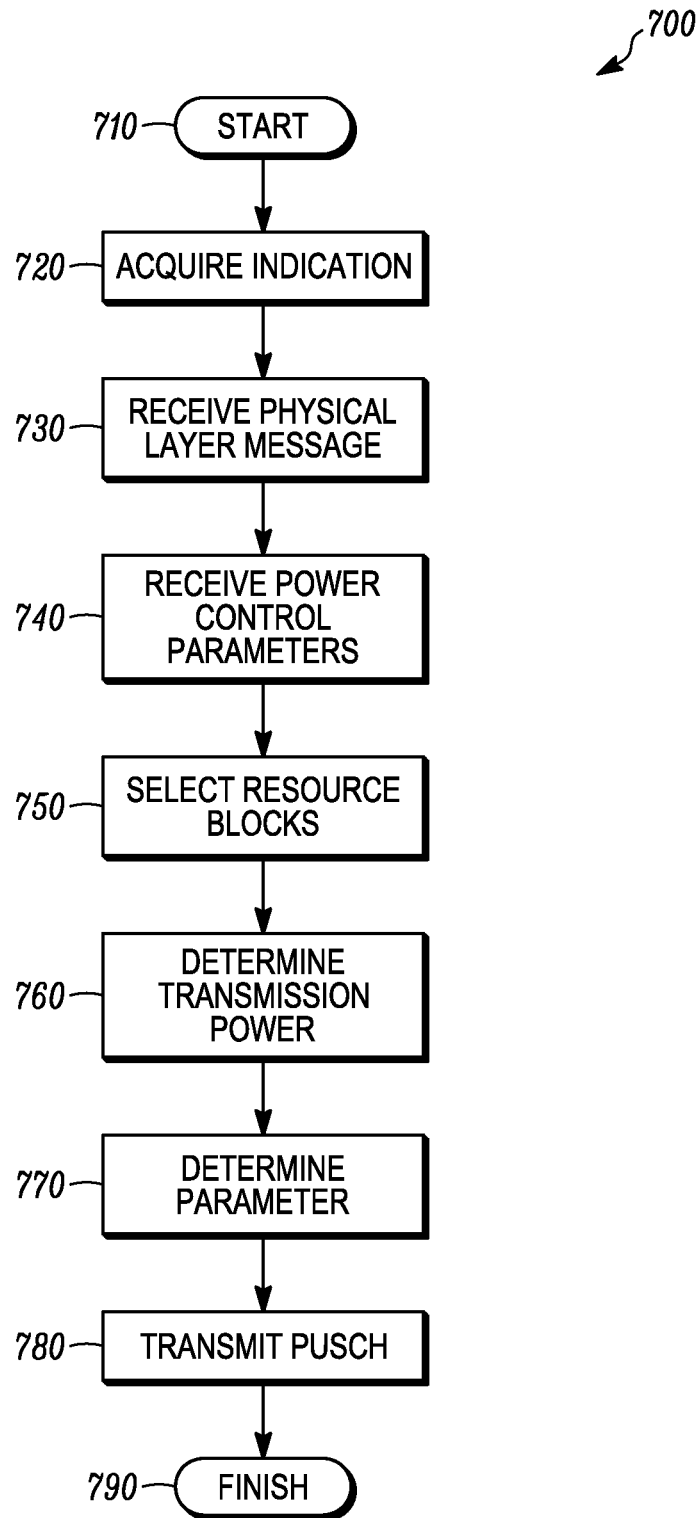 700
710
START
720
ACQUIRE INDICATION
730
RECEIVE PHYSICAL
LAYER MESSAGE
740
RECEIVE POWER
CONTROL
PARAMETERS
750
SELECT RESOURCE
BLOCKS
760
DETERMINE
TRANSMISSION
POWER
770
DETERMINE
PARAMETER
780
TRANSMIT PUSCH
790
FINISH